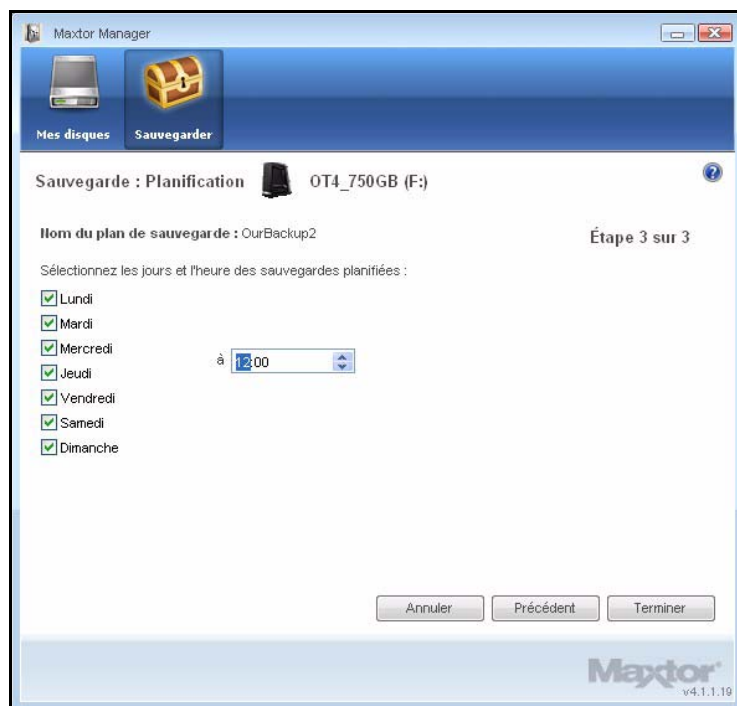 Maxtor Manager
Mes disques
Sauvegarder
Sauvegarde : Planification
OT4_750GB (F:)
Nom du plan de sauvegarde : OurBackup2
Étape 3 sur 3
Sélectionnez les jours et l'heure des sauvegardes planifiées :
Lundi
Mardi
Mercredi
à 12:00
Jeudi
Vendredi
Samedi
Dimanche
Annuler
Précédent
Terminer
Maxtor
v4.1.1.19